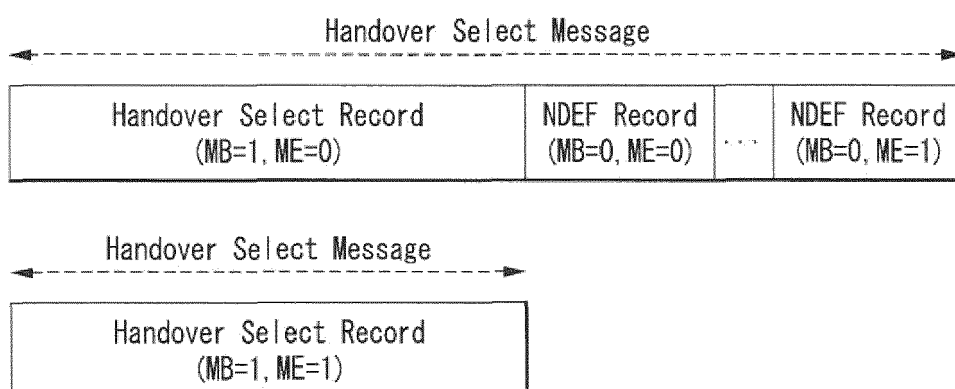 Handover Select Message
Handover Select Record NDEF Record NDEF Record
(MB=1, ME=0) (MB=0, ME=0) ... (MB=0, ME=1)
Handover Select Message
Handover Select Record
(MB=1, ME=1)